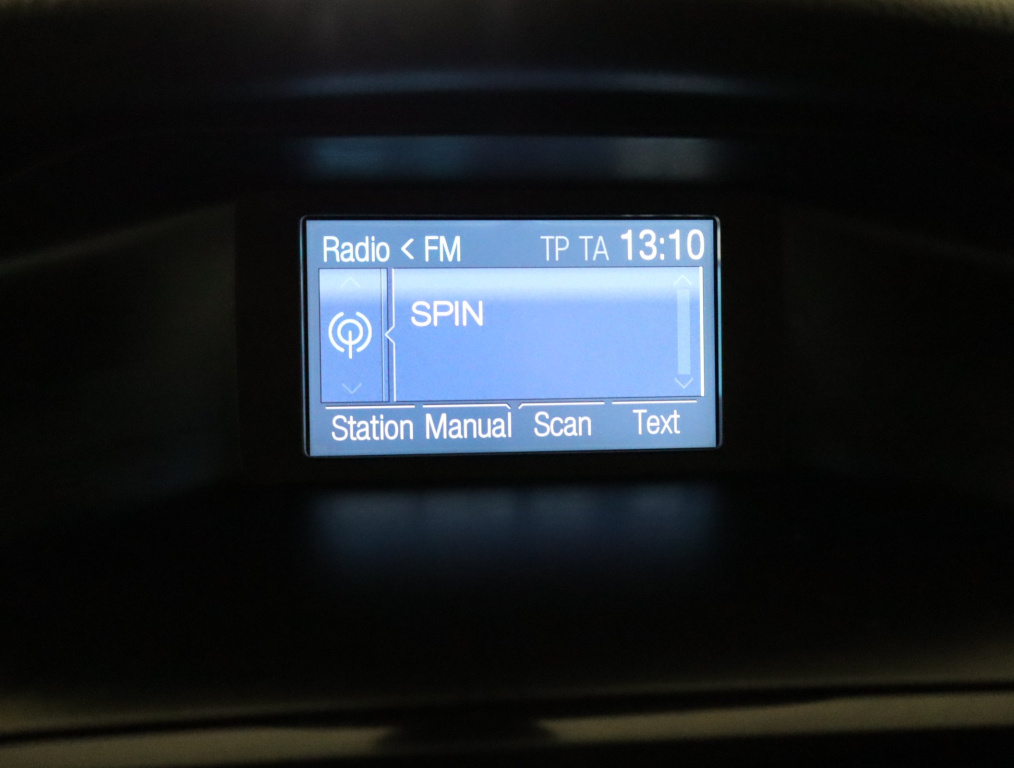 Radio < FM TP TA 13:10
SPIN
Station Manual Scan Text